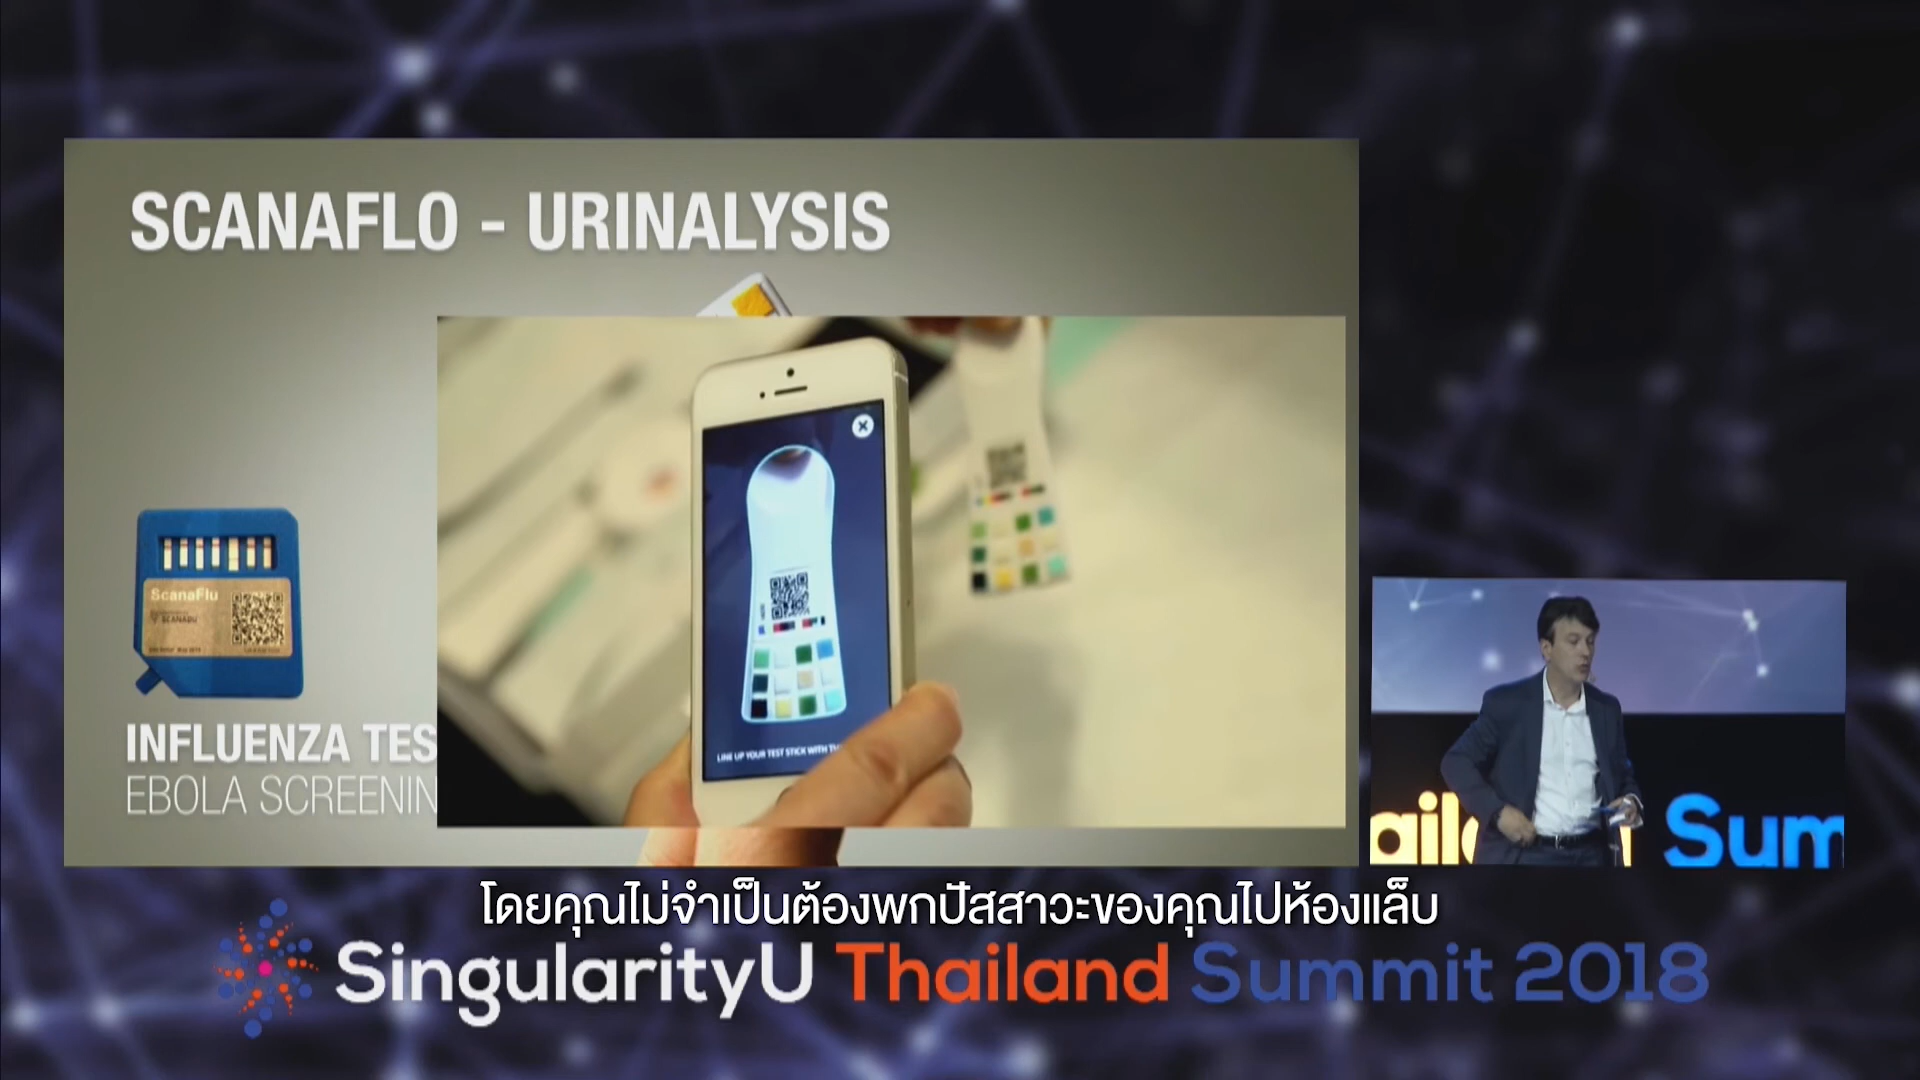 SCANAFLO - URINALYSIS
ScanaFlu
SCANADU
LINE UP YOUR TEST STICK WITH
INFLUENZA TES
EBOLA SCREENIN
ailand Sum
โดยคุณไม่จำเป็นต้องพกปัสสาวะของคุณไปห้องแล็บ
SingularityU Thailand Summit 2018